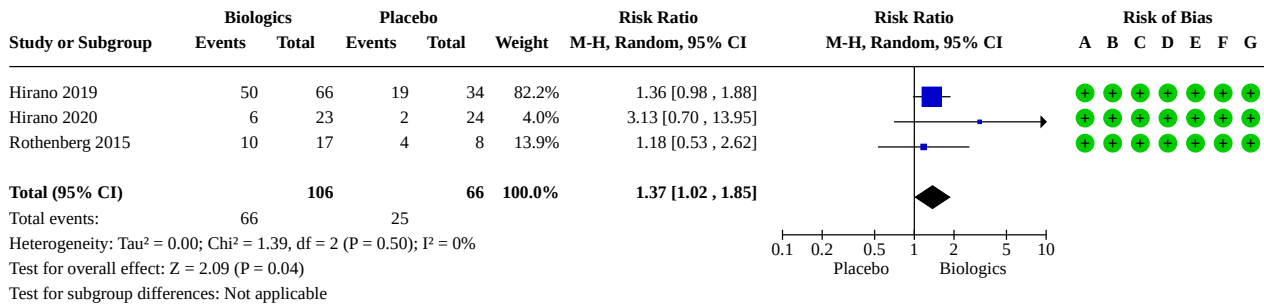 Biologics Placebo Risk Ratio Risk Ratio Risk of Bias
Study or Subgroup Events Total Events Total Weight M-H, Random, 95% CI M-H, Random, 95% CI A B C D E F G
Hirano 2019 50 66 19 34 82.2% 1.36 [0.98 , 1.88] + + + + + + +
Hirano 2020 6 23 2 24 4.0% 3.13 [0.70 , 13.95] + + + + + + +
Rothenberg 2015 10 17 4 8 13.9% 1.18 [0.53 , 2.62] + + + + + + +
Total (95% CI) 106 66 100.0% 1.37 [1.02 , 1.85]
Total events: 66 25
Heterogeneity: Tau² = 0.00; Chi² = 1.39, df = 2 (P = 0.50); I² = 0% 0.1 0.2 0.5 1 2 5 10
Test for overall effect: Z = 2.09 (P = 0.04) Placebo Biologics
Test for subgroup differences: Not applicable